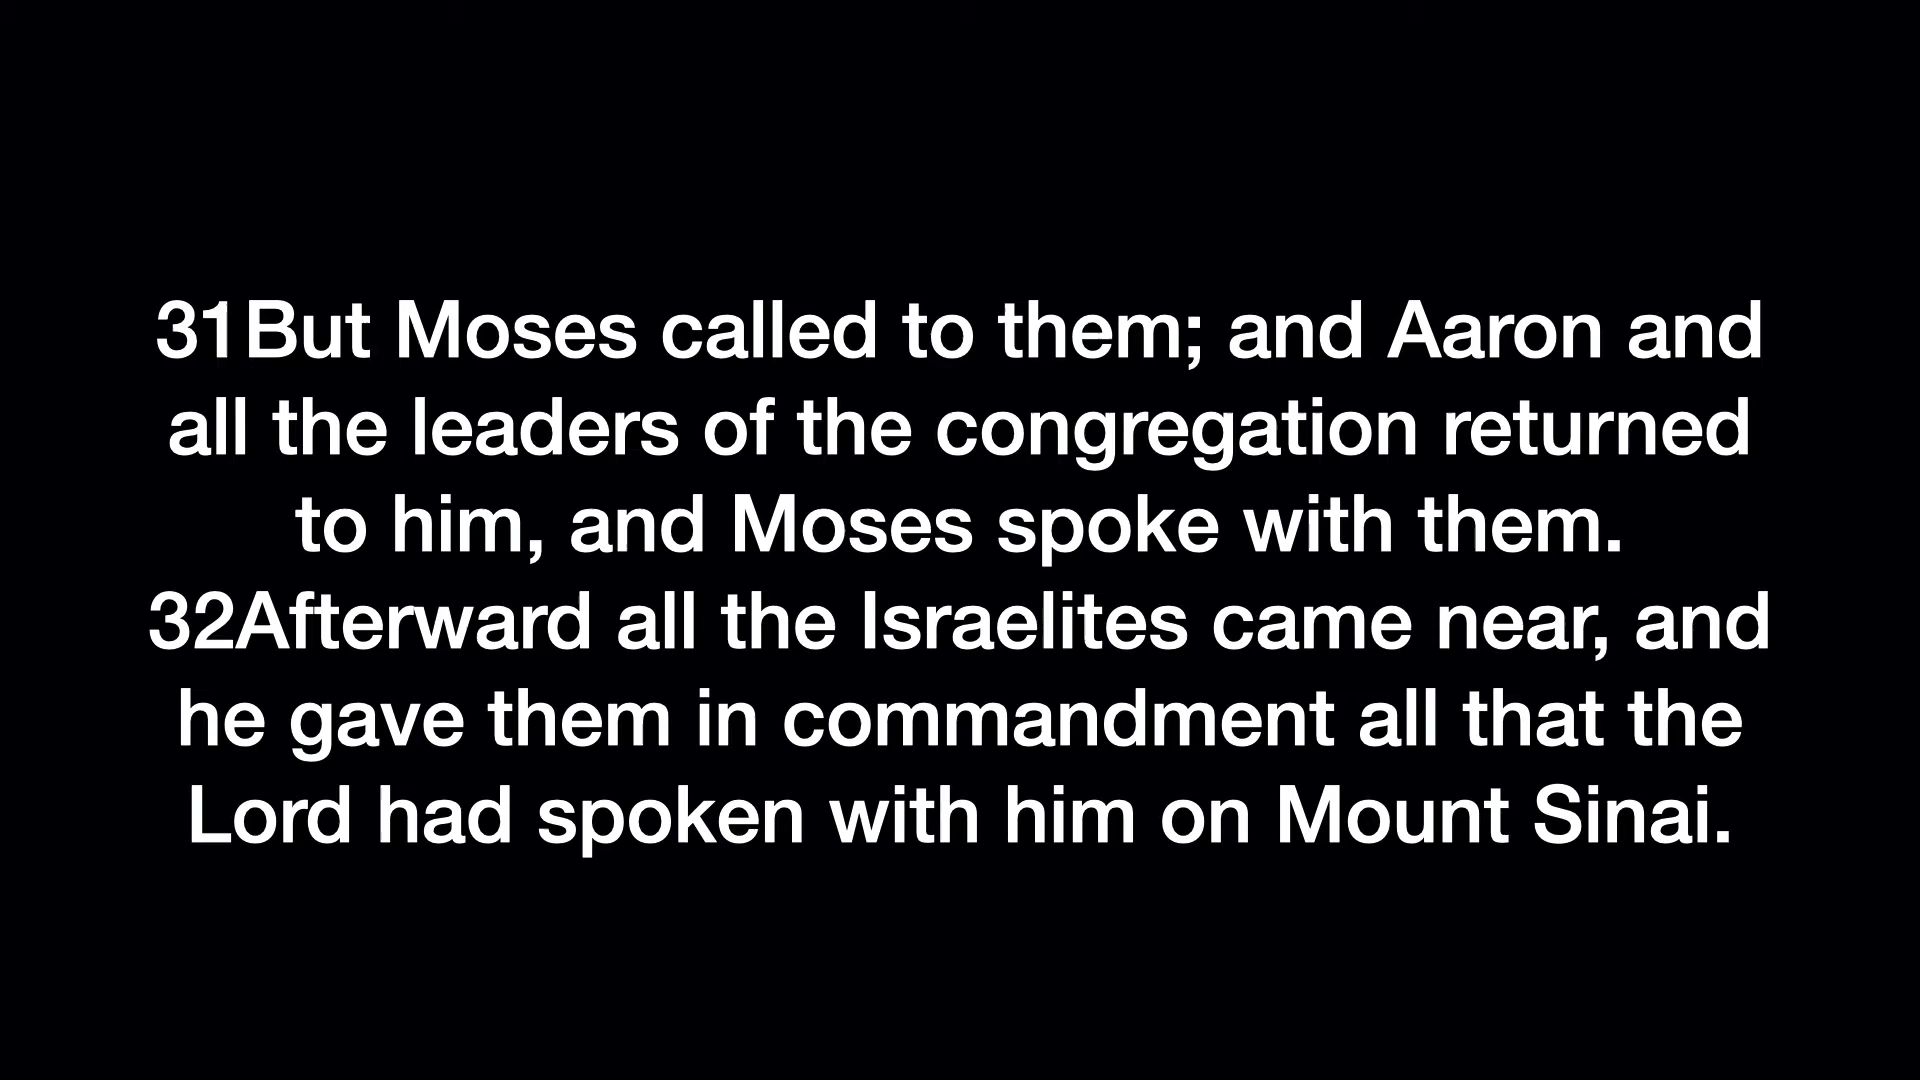 31But Moses called to them; and Aaron and
all the leaders of the congregation returned
to him, and Moses spoke with them.
32Afterward all the Israelites came near, and
he gave them in commandment all that the
Lord had spoken with him on Mount Sinai.